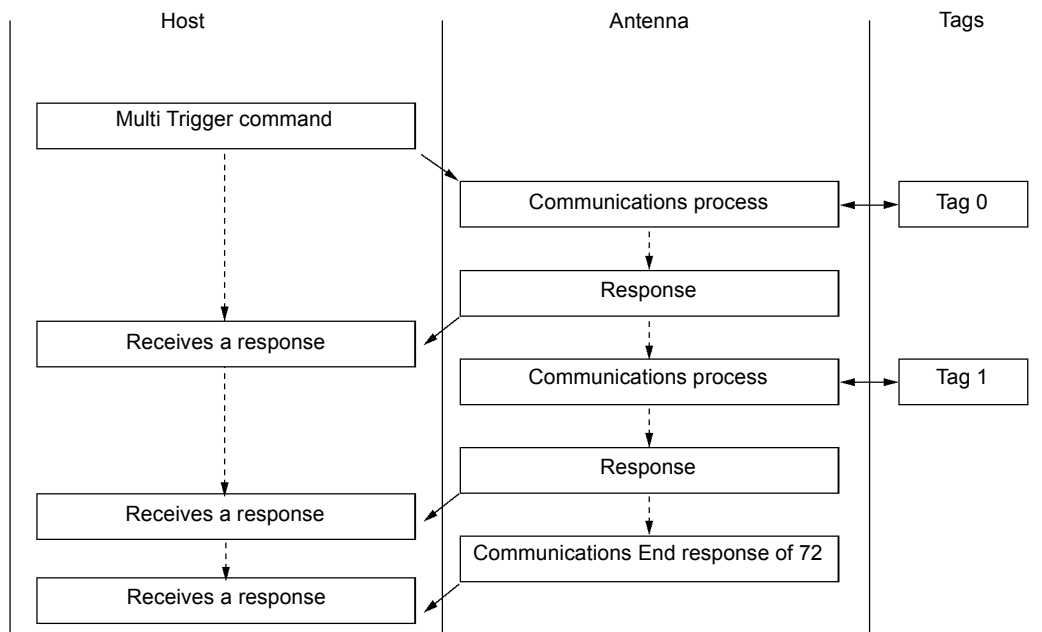 Host
Antenna
Tags
Multi Trigger command
Communications process
Tag 0
Response
Receives a response
Communications process
Tag 1
Response
Receives a response
Communications End response of 72
Receives a response